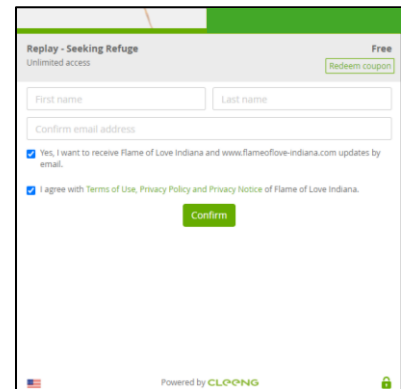 Replay - Seeking Refuge Free
Unlimited access Redeem coupon
First name Last name
Confirm email address
Yes, I want to receive Flame of Love Indiana and www.flameoflove-indiana.com updates by
email.
I agree with Terms of Use, Privacy Policy and Privacy Notice of Flame of Love Indiana.
Confirm
Powered by CLEENG